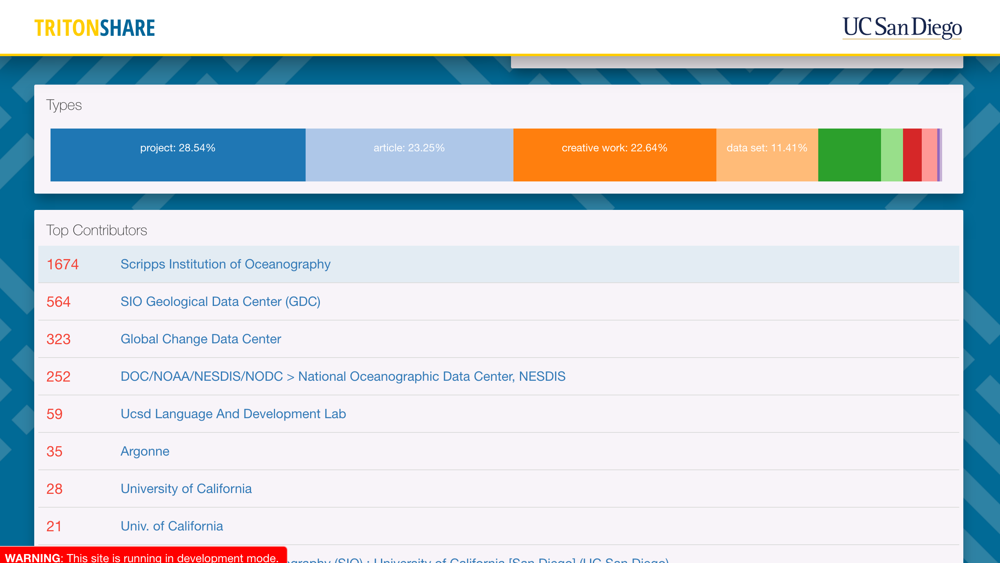 TRITONSHARE
UC San Diego
Types
project: 28.54%
article: 23.25%
creative work: 22.64%
data set: 11.41%
Top Contributors
1674 Scripps Institution of Oceanography
564 SIO Geological Data Center (GDC)
323 Global Change Data Center
252 DOC/NOAA/NESDIS/NODC > National Oceanographic Data Center, NESDIS
59 Ucsd Language And Development Lab
35 Argonne
28 University of California
21 Univ. of California
WARNING: This site is running in development mode.
(SIO) : University of California [San Diego] (UC San Diego)